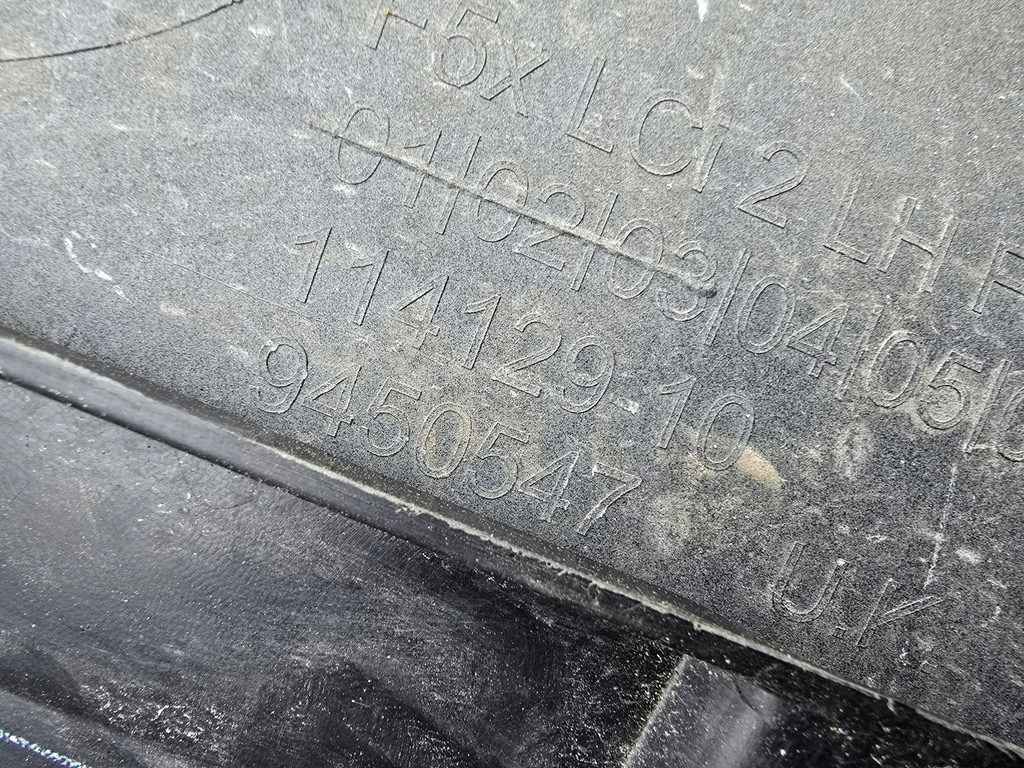 F5X LCI 2 LH
01/02/03/04/05/
114129-10
9450547
U.K